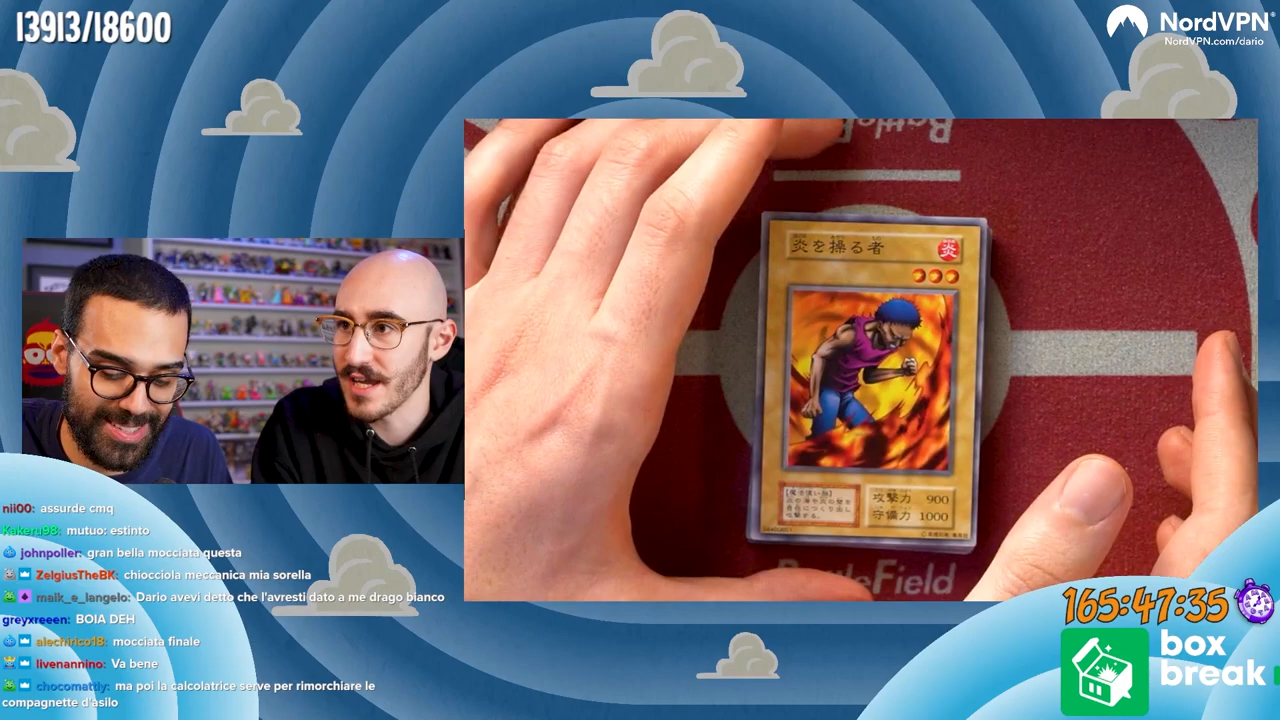 13913/18600
NordVPN®
NordVPN.com/dario
BattleF
炎を操る者
炎
攻撃力 900
守備力 1000
BattleField
nii00: assurde cmq
Kakeru98: mutuo: estinto
johnpoller: gran bella mocciata questa
ZelgiusTheBK: chiocciola meccanica mia sorella
maik_e_langelo: Dario avevi detto che l'avresti dato a me drago bianco
greyxreeen: BOIA DEH
alechirico18: mocciata finale
livenannino: Va bene
chocomattly: ma poi la calcolatrice serve per rimorchiare le
compagnette d'asilo
165:47:35
box
break